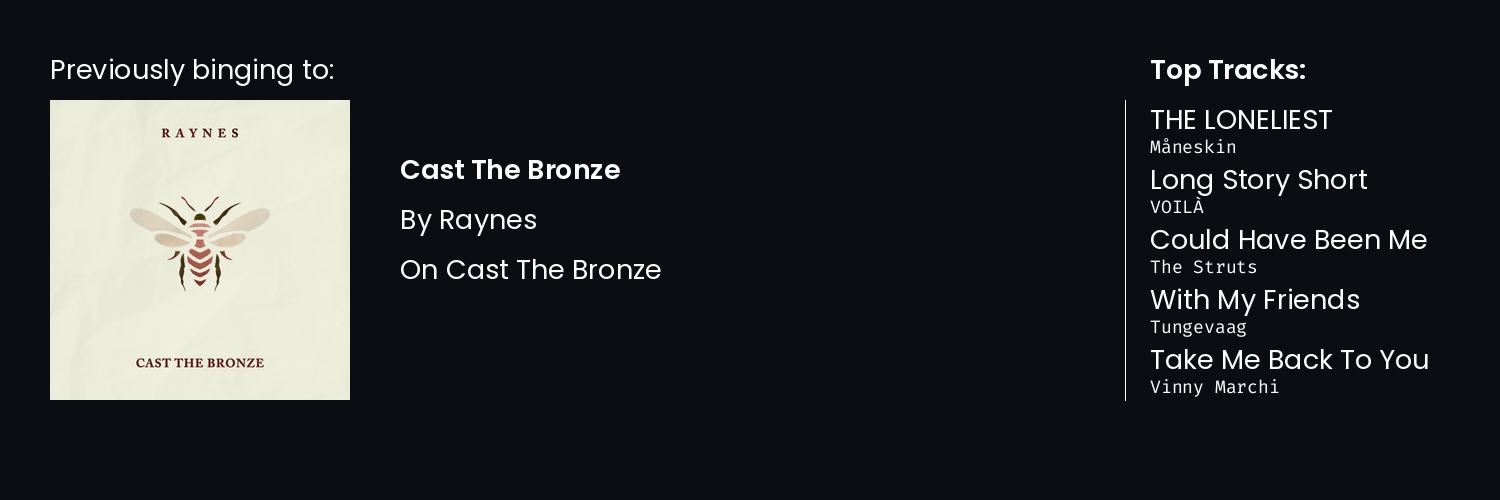 Previously binging to:
RAYNES
CAST THE BRONZE
Cast The Bronze
By Raynes
On Cast The Bronze
Top Tracks:
THE LONELIEST
Måneskin
Long Story Short
VOILÀ
Could Have Been Me
The Struts
With My Friends
Tungevaag
Take Me Back To You
Vinny Marchi